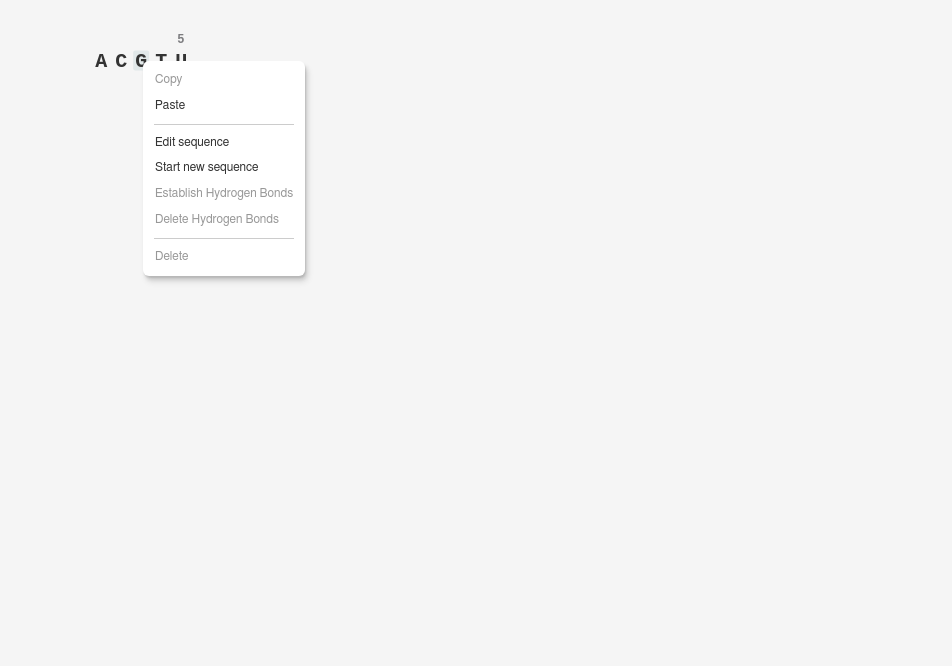 5
A C G T U
Copy
Paste
Edit sequence
Start new sequence
Establish Hydrogen Bonds
Delete Hydrogen Bonds
Delete